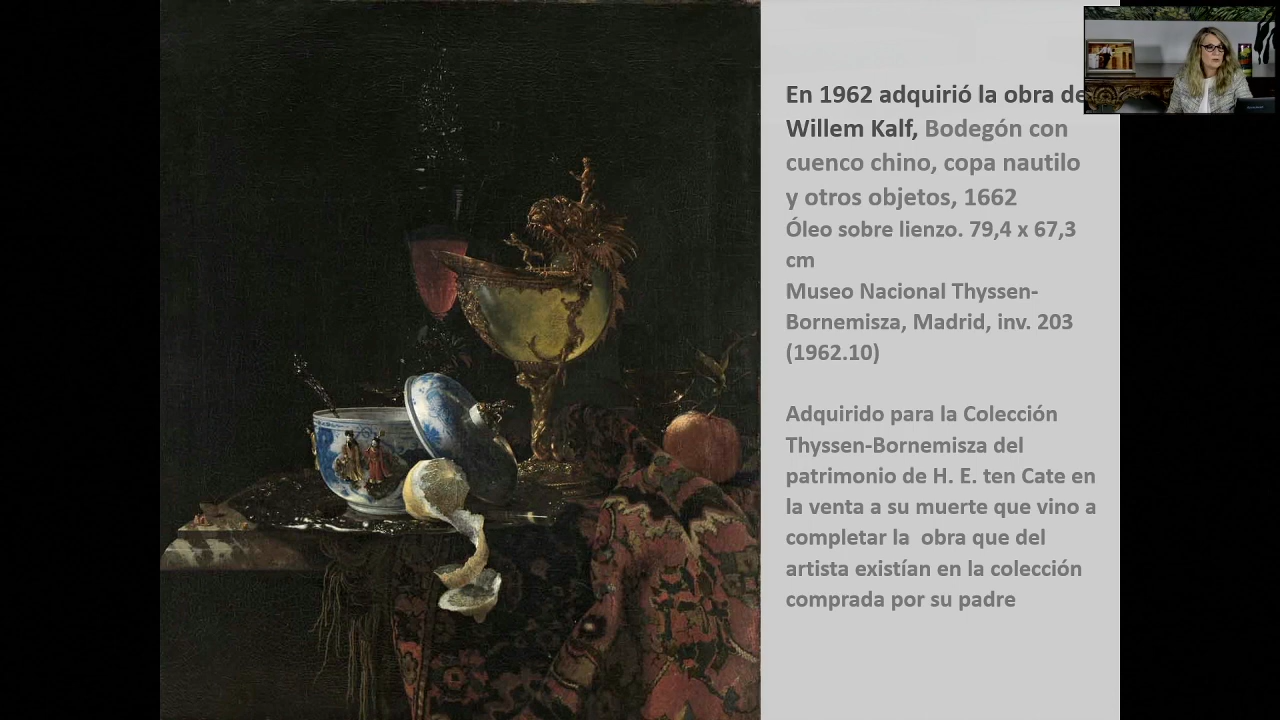 En 1962 adquirió la obra de
Willem Kalf, Bodegón con
cuenco chino, copa nautilo
y otros objetos, 1662
Óleo sobre lienzo. 79,4 x 67,3
cm
Museo Nacional Thyssen-
Bornemisza, Madrid, inv. 203
(1962.10)
Adquirido para la Colección
Thyssen-Bornemisza del
patrimonio de H. E. ten Cate en
la venta a su muerte que vino a
completar la  obra que del
artista existían en la colección
comprada por su padre